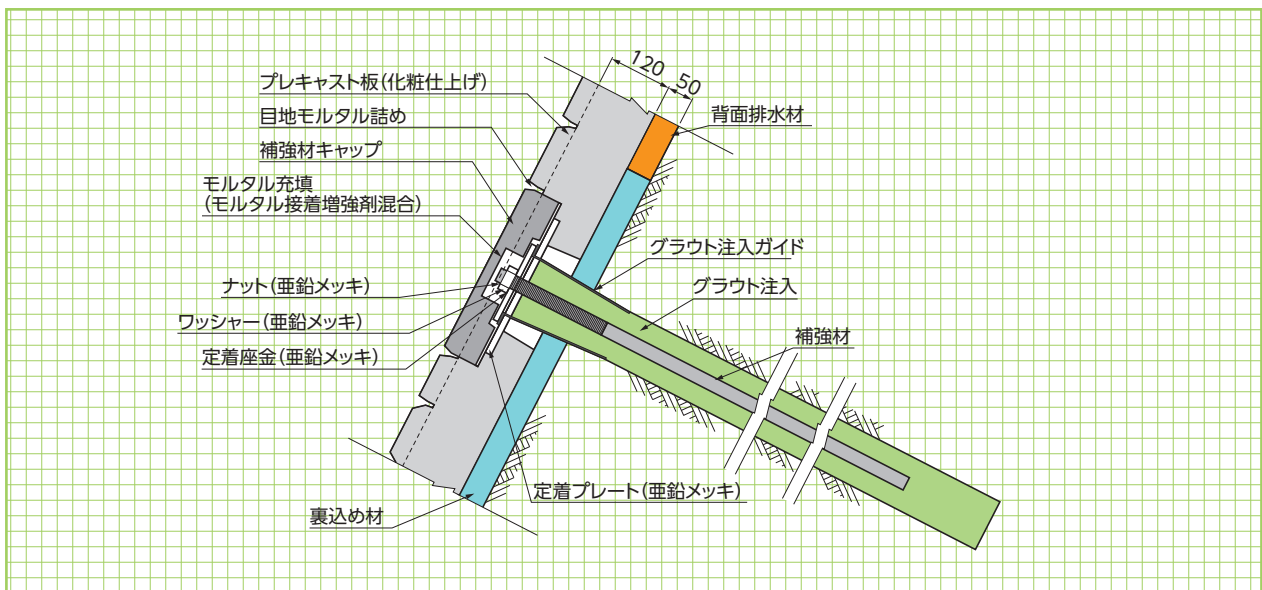 120
50
プレキャスト板(化粧仕上げ)
目地モルタル詰め
補強材キャップ
モルタル充填
(モルタル接着増強剤混合)
ナット(亜鉛メッキ)
ワッシャー(亜鉛メッキ)
定着座金(亜鉛メッキ)
裏込め材
背面排水材
グラウト注入ガイド
グラウト注入
補強材
定着プレート(亜鉛メッキ)